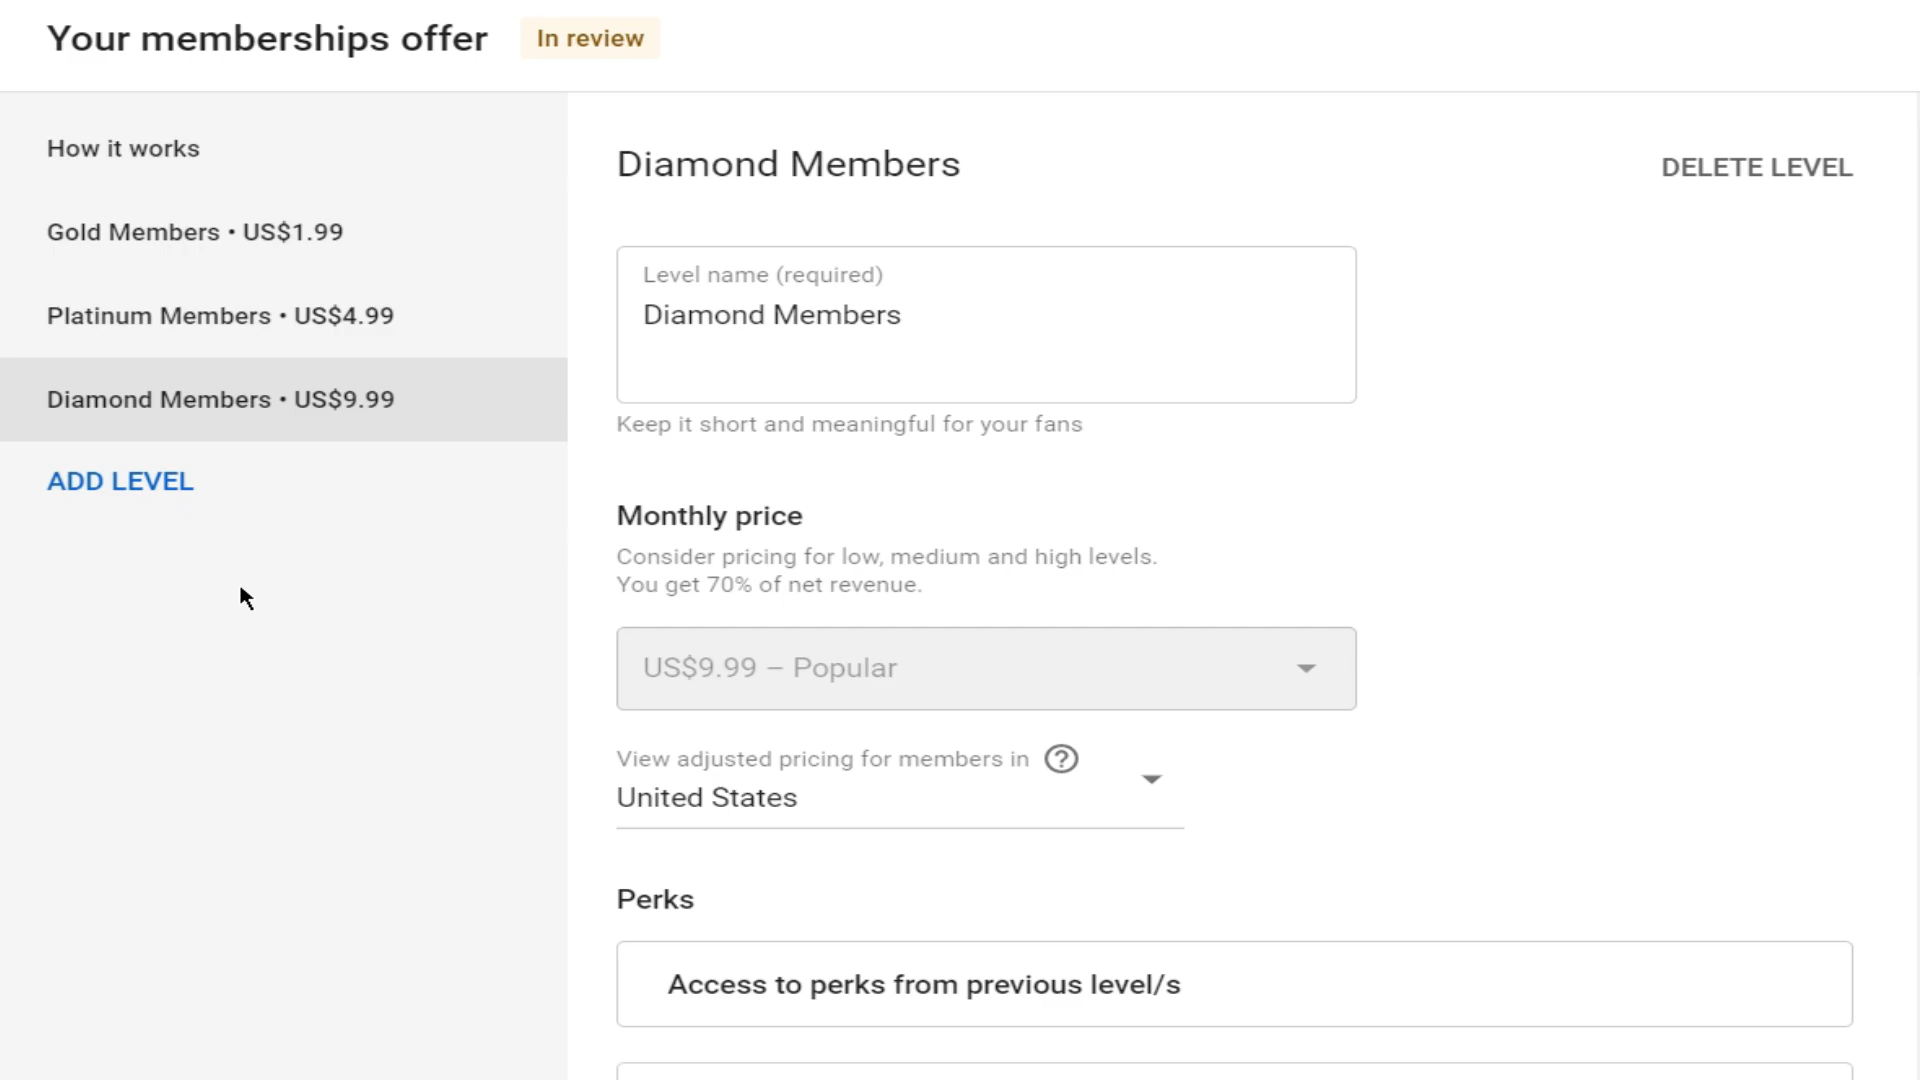 Your memberships offer
In review
How it works
Gold Members • US$1.99
Platinum Members • US$4.99
Diamond Members • US$9.99
ADD LEVEL
Diamond Members
DELETE LEVEL
Level name (required)
Diamond Members
Keep it short and meaningful for your fans
Monthly price
Consider pricing for low, medium and high levels.
You get 70% of net revenue.
US$9.99 – Popular
View adjusted pricing for members in
United States
Perks
Access to perks from previous level/s